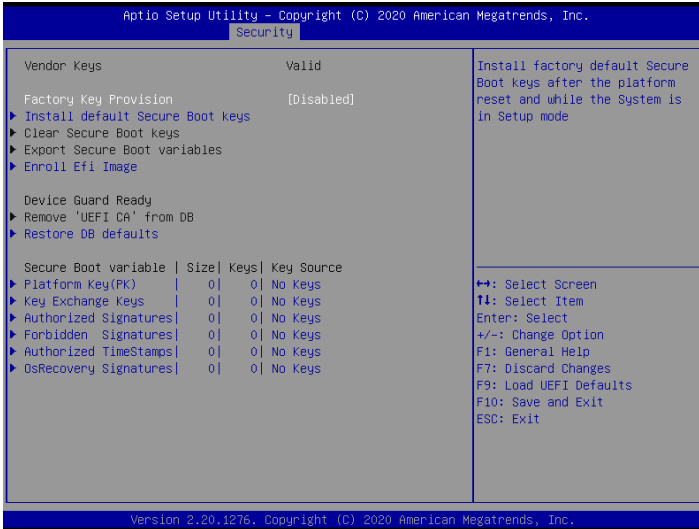 Aptio Setup Utility – Copyright (C) 2020 American Megatrends, Inc.
Security
Vendor Keys Valid
Factory Key Provision [Disabled]
▶ Install default Secure Boot keys
▶ Clear Secure Boot keys
▶ Export Secure Boot variables
▶ Enroll Efi Image
Device Guard Ready
▶ Remove 'UEFI CA' from DB
▶ Restore DB defaults
Secure Boot variable | Size| Keys| Key Source
▶ Platform Key(PK) | 0| 0| No Keys
▶ Key Exchange Keys | 0| 0| No Keys
▶ Authorized Signatures| 0| 0| No Keys
▶ Forbidden Signatures| 0| 0| No Keys
▶ Authorized TimeStamps| 0| 0| No Keys
▶ OsRecovery Signatures| 0| 0| No Keys
Install factory default Secure
Boot keys after the platform
reset and while the System is
in Setup mode
↔: Select Screen
↑↓: Select Item
Enter: Select
+/-: Change Option
F1: General Help
F7: Discard Changes
F9: Load UEFI Defaults
F10: Save and Exit
ESC: Exit
Version 2.20.1276. Copyright (C) 2020 American Megatrends, Inc.